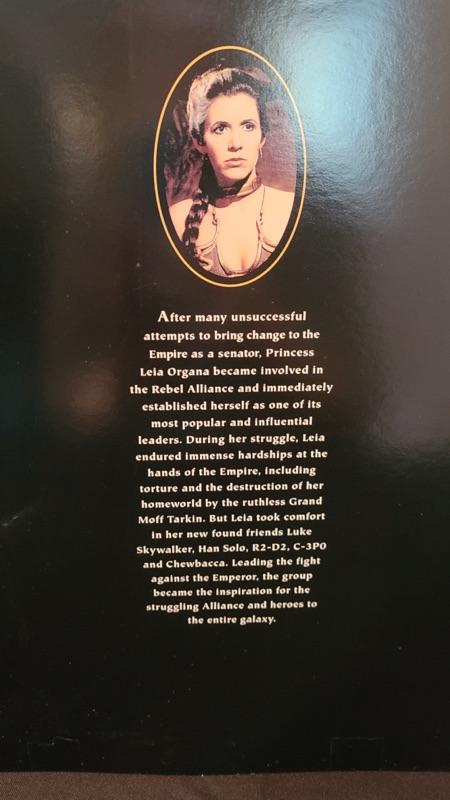 After many unsuccessful
attempts to bring change to the
Empire as a senator, Princess
Leia Organa became involved in
the Rebel Alliance and immediately
established herself as one of its
most popular and influential
leaders. During her struggle, Leia
endured immense hardships at the
hands of the Empire, including
torture and the destruction of her
homeworld by the ruthless Grand
Moff Tarkin. But Leia took comfort
in her new found friends Luke
Skywalker, Han Solo, R2-D2, C-3P0
and Chewbacca. Leading the fight
against the Emperor, the group
became the inspiration for the
struggling Alliance and heroes to
the entire galaxy.